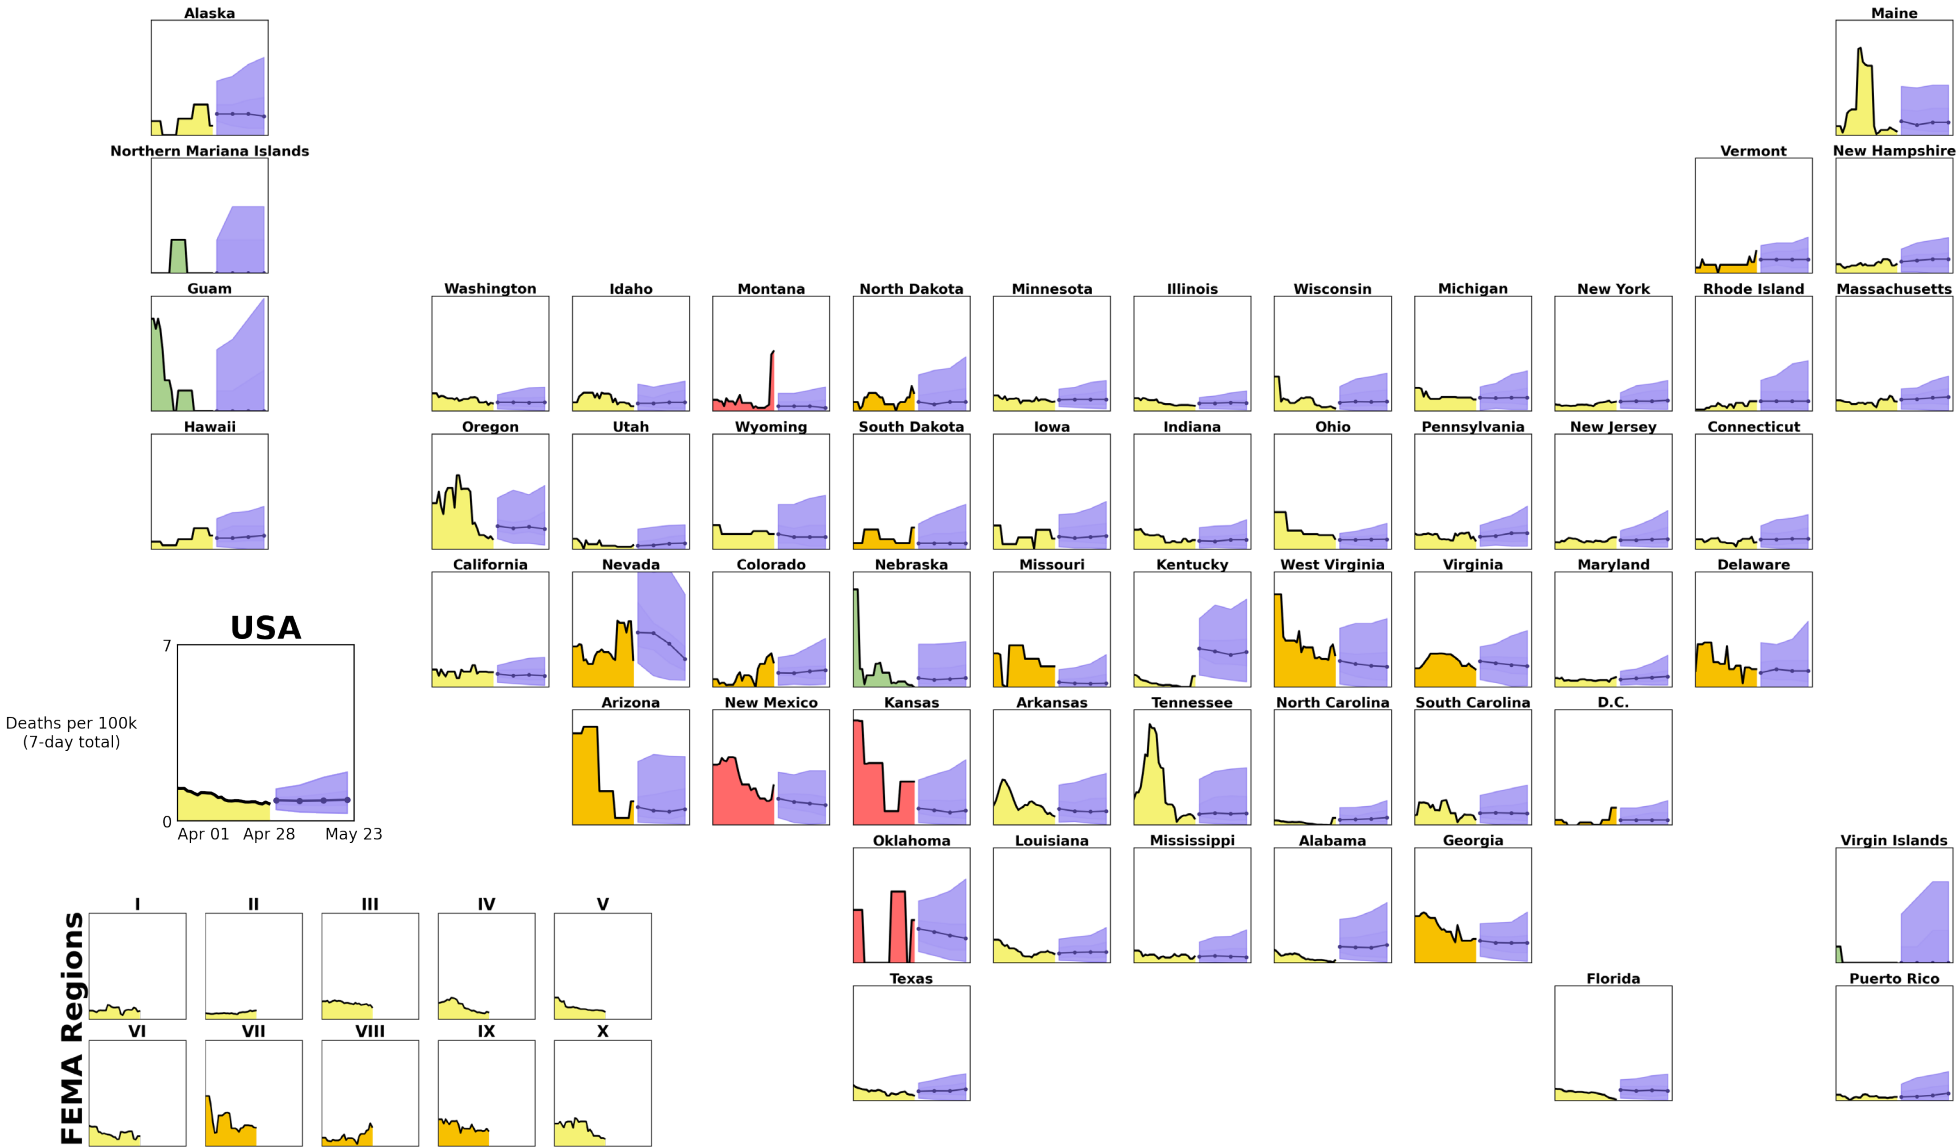 Alaska
Maine
Northern Mariana Islands
Vermont
New Hampshire
Guam
Washington
Idaho
Montana
North Dakota
Minnesota
Illinois
Wisconsin
Michigan
New York
Rhode Island
Massachusetts
Hawaii
Oregon
Utah
Wyoming
South Dakota
Iowa
Indiana
Ohio
Pennsylvania
New Jersey
Connecticut
California
Nevada
Colorado
Nebraska
Missouri
Kentucky
West Virginia
Virginia
Maryland
Delaware
USA
7
Deaths per 100k
(7-day total)
0
Apr 01
Apr 28
May 23
Arizona
New Mexico
Kansas
Arkansas
Tennessee
North Carolina
South Carolina
D.C.
Oklahoma
Louisiana
Mississippi
Alabama
Georgia
Virgin Islands
Texas
Florida
Puerto Rico
FEMA Regions
I
II
III
IV
V
VI
VII
VIII
IX
X